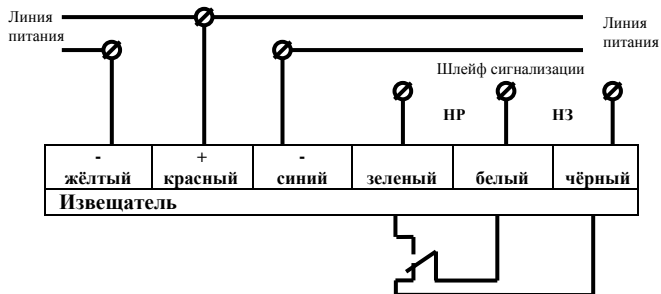 Линия
питания
Линия
питания
Шлейф сигнализации
НР
НЗ
- + -
жёлтый красный синий зеленый белый чёрный
Извещатель